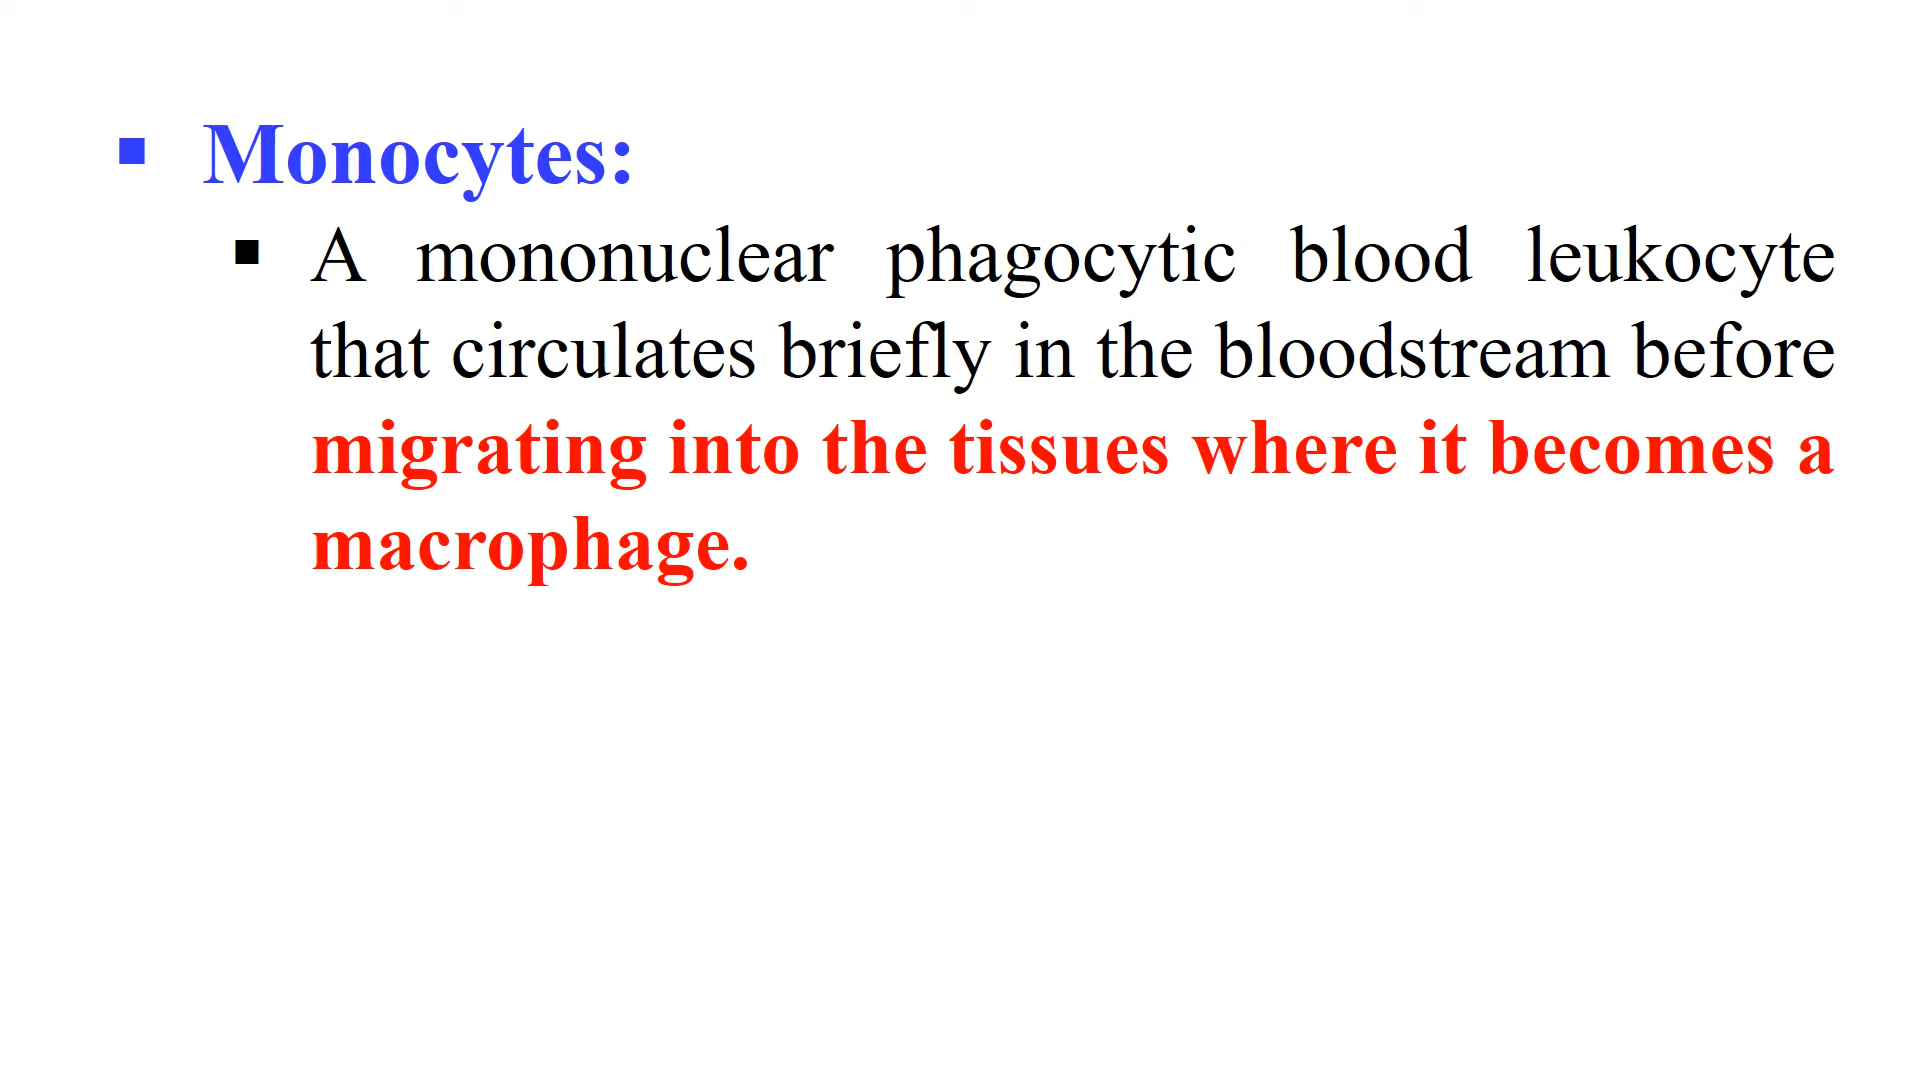 ▪ Monocytes:
▪ A mononuclear phagocytic blood leukocyte
that circulates briefly in the bloodstream before
migrating into the tissues where it becomes a
macrophage.